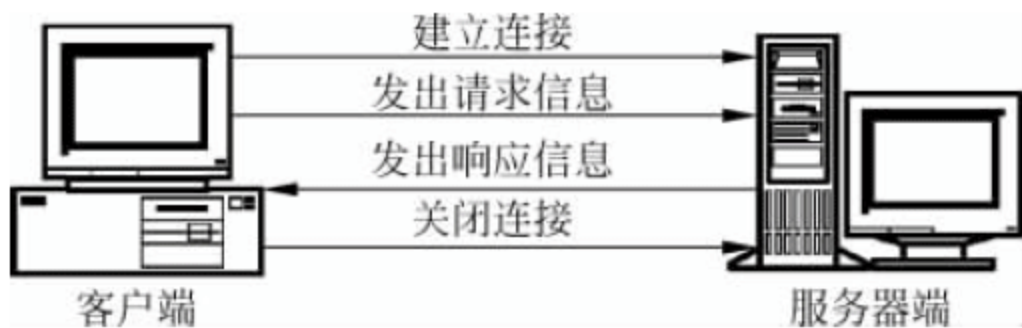 建立连接
发出请求信息
发出响应信息
关闭连接
客户端
服务器端